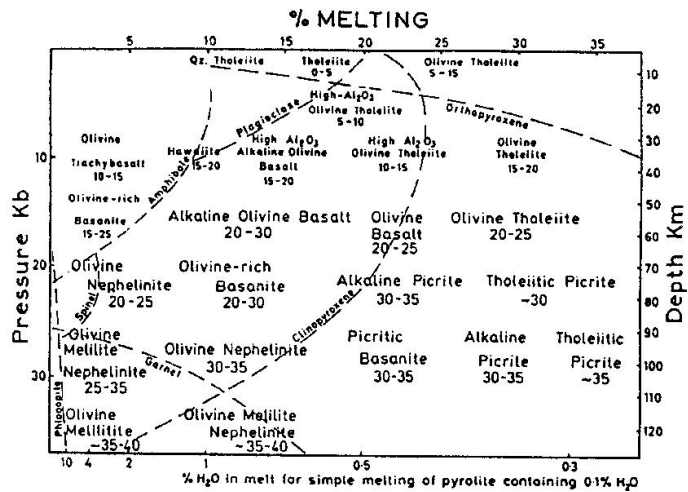 % MELTING
5 10 15 20 25 30 35
Qz. Tholeiite Tholeiite Olivine Tholeiite
0-5 5-15
10
High-Al₂O₃
Olivine Tholeiite
5-10
Plagioclase
Orthopyroxene
20
30
Olivine
Trachybasalt
10-15
Hawaiite
15-20
High Al₂O₃
Alkaline Olivine
Basalt
15-20
High Al₂O₃
Olivine Tholeiite
10-15
Olivine
Tholeiite
15-20
10
Amphibole
40
50
Olivine-rich
Basanite
15-25
Alkaline Olivine Basalt
20-30
Olivine
Basalt
20-25
Olivine Tholeiite
20-25
Pressure Kb
Depth Km
60
20
70
Olivine
Nephelinite
20-25
Olivine-rich
Basanite
20-30
Alkaline Picrite
30-35
Tholeiitic Picrite
~30
Spinel
Clinopyroxene
80
90
Olivine
Melilite
Nephelinite
25-35
Olivine Nephelinite
30-35
Picritic
Basanite
30-35
Alkaline
Picrite
30-35
Tholeiitic
Picrite
~35
Garnet
100
30
110
Phlogopite
Olivine
Melilitite
~35-40
Olivine Melilite
Nephelinite
~35-40
120
10 4 2 1 0.5 0.3
% H₂O in melt for simple melting of pyrolite containing 0.1% H₂O